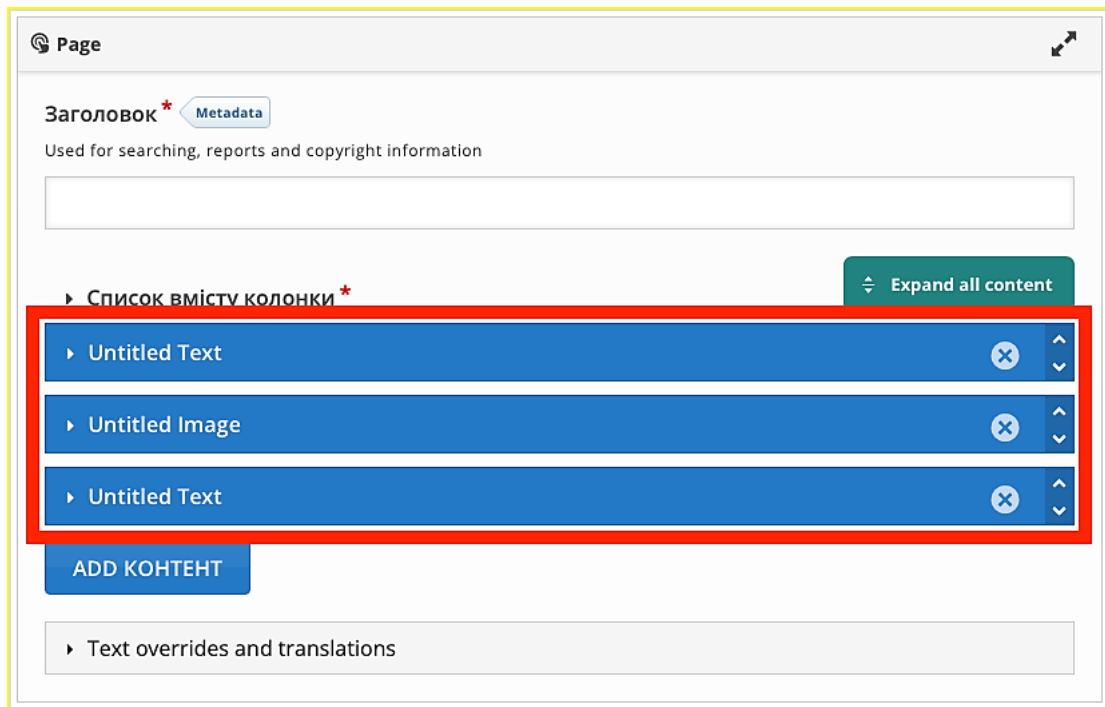 Page
Заголовок * Metadata
Used for searching, reports and copyright information
Expand all content
Список вмісту колонки *
Untitled Text
Untitled Image
Untitled Text
ADD КОНТЕНТ
Text overrides and translations